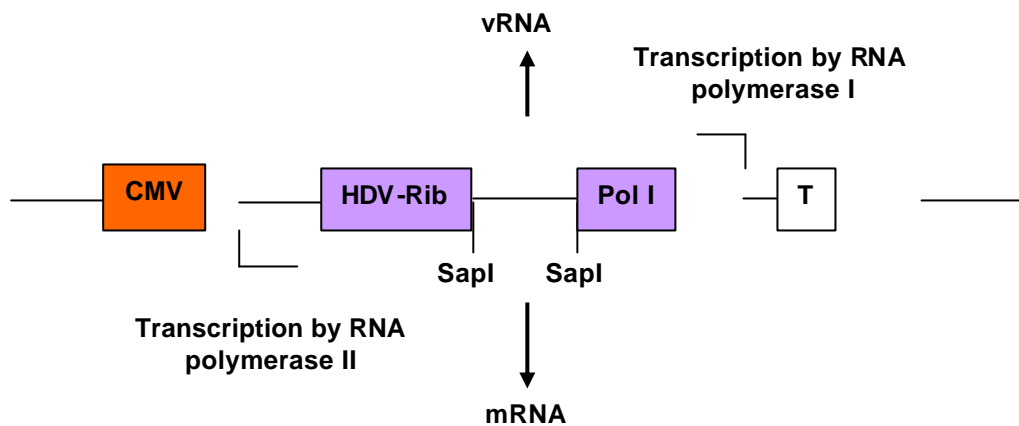 vRNA
Transcription by RNA
polymerase I
CMV
HDV-Rib
Pol I
T
SapI
SapI
Transcription by RNA
polymerase II
mRNA